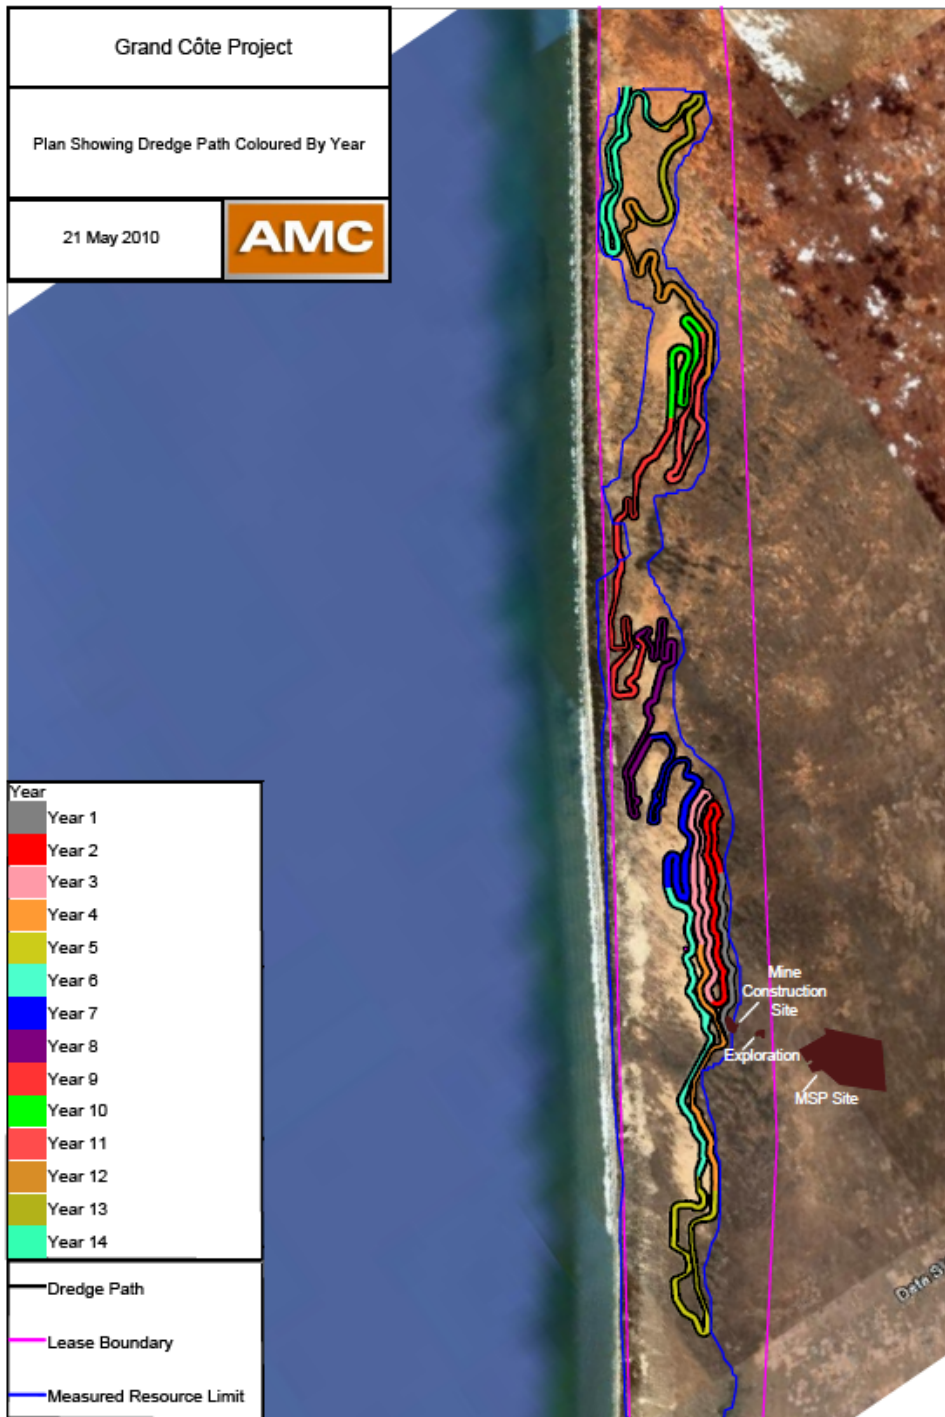 Grand Côte Project
Plan Showing Dredge Path Coloured By Year
21 May 2010
AMC
Mine
Construction
Site
Exploration
MSP Site
Data
Year
Year 1
Year 2
Year 3
Year 4
Year 5
Year 6
Year 7
Year 8
Year 9
Year 10
Year 11
Year 12
Year 13
Year 14
Dredge Path
Lease Boundary
Measured Resource Limit